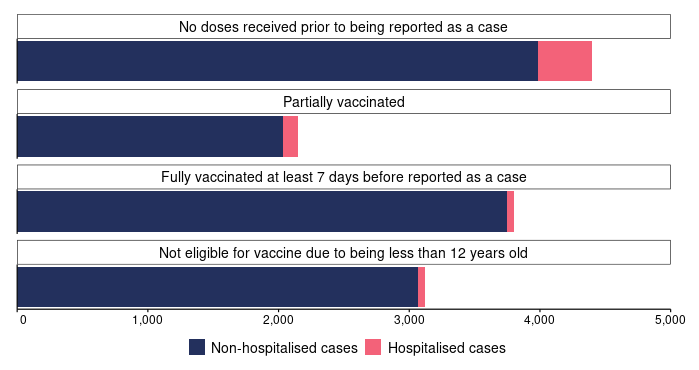 No doses received prior to being reported as a case
Partially vaccinated
Fully vaccinated at least 7 days before reported as a case
Not eligible for vaccine due to being less than 12 years old
0 1,000 2,000 3,000 4,000 5,000
Non-hospitalised cases Hospitalised cases